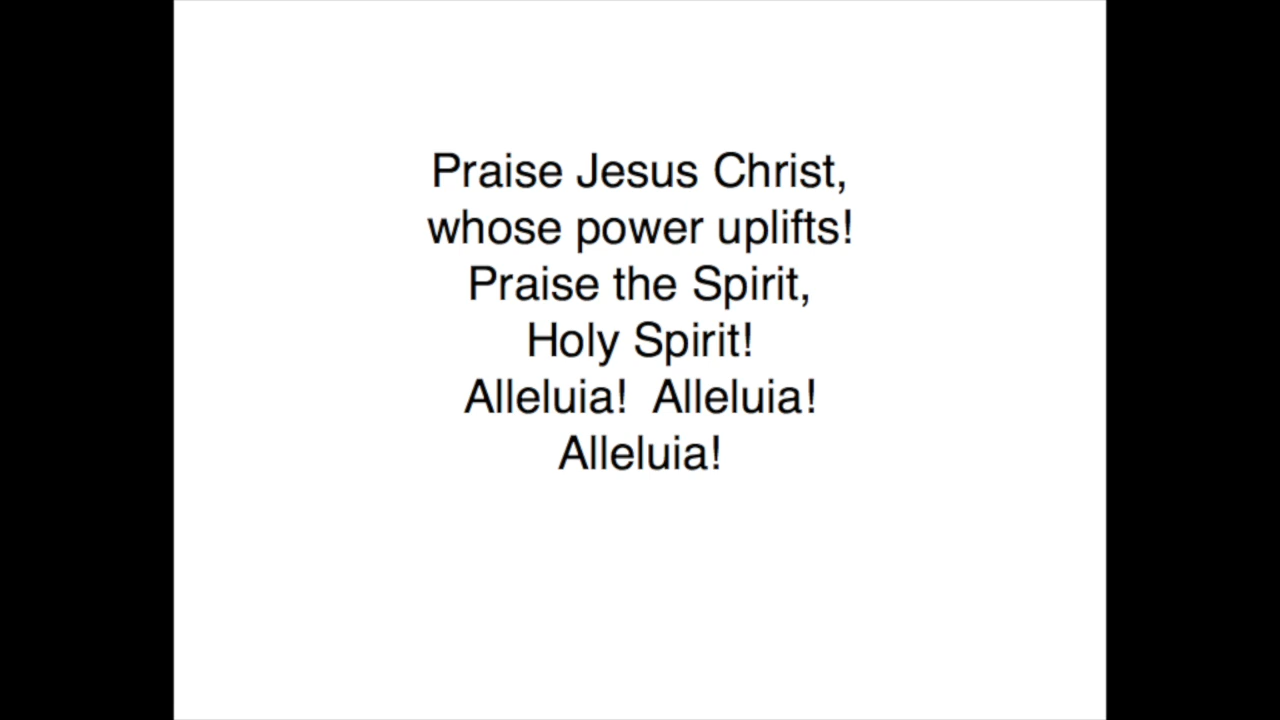 Praise Jesus Christ,
whose power uplifts!
Praise the Spirit,
Holy Spirit!
Alleluia!  Alleluia!
Alleluia!